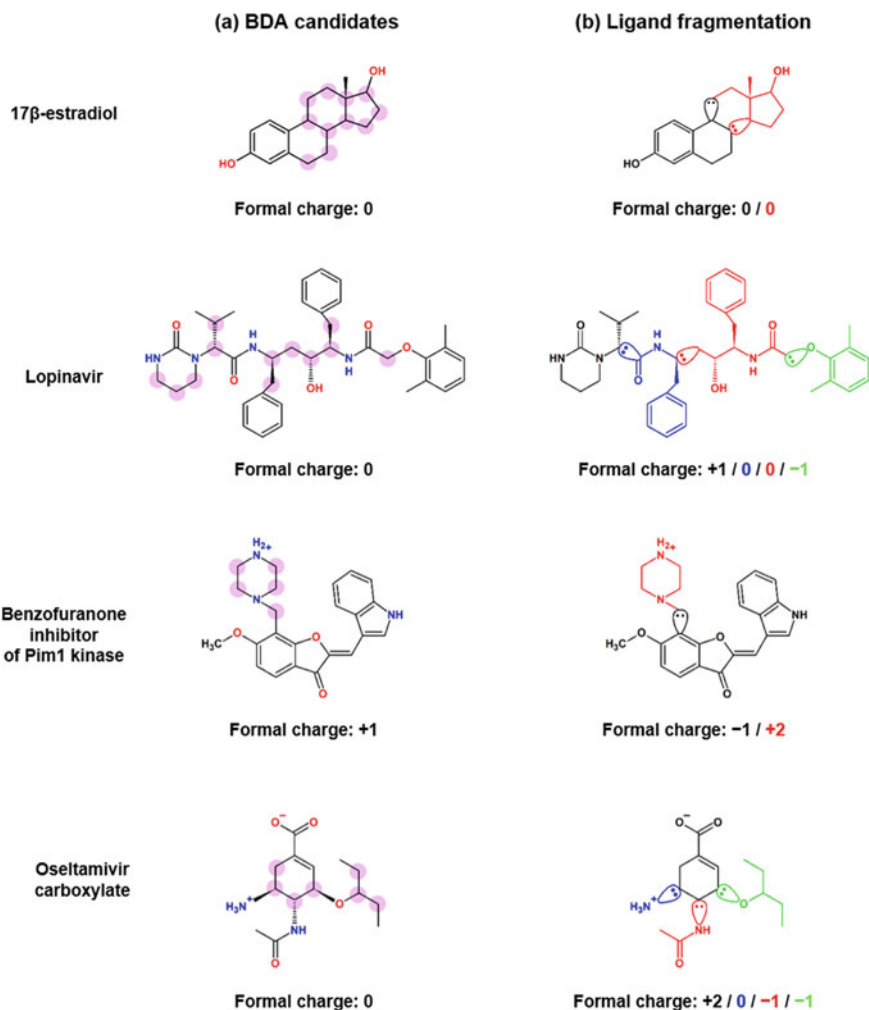 (a) BDA candidates
(b) Ligand fragmentation
17β-estradiol
OH
HO
Formal charge: 0
OH
HO
Formal charge: 0 / 0
Lopinavir
O
HN
N
O
H
N
OH
N
H
O
O
Formal charge: 0
O
HN
N
O
H
N
OH
N
H
O
O
Formal charge: +1 / 0 / 0 / −1
Benzofuranone
inhibitor
of Pim1 kinase
H2+
N
N
H3C
O
O
O
NH
Formal charge: +1
H2+
N
N
H3C
O
O
O
NH
Formal charge: −1 / +2
Oseltamivir
carboxylate
O−
O
H3N+
O
NH
O
Formal charge: 0
O−
O
H3N+
O
NH
O
Formal charge: +2 / 0 / −1 / −1